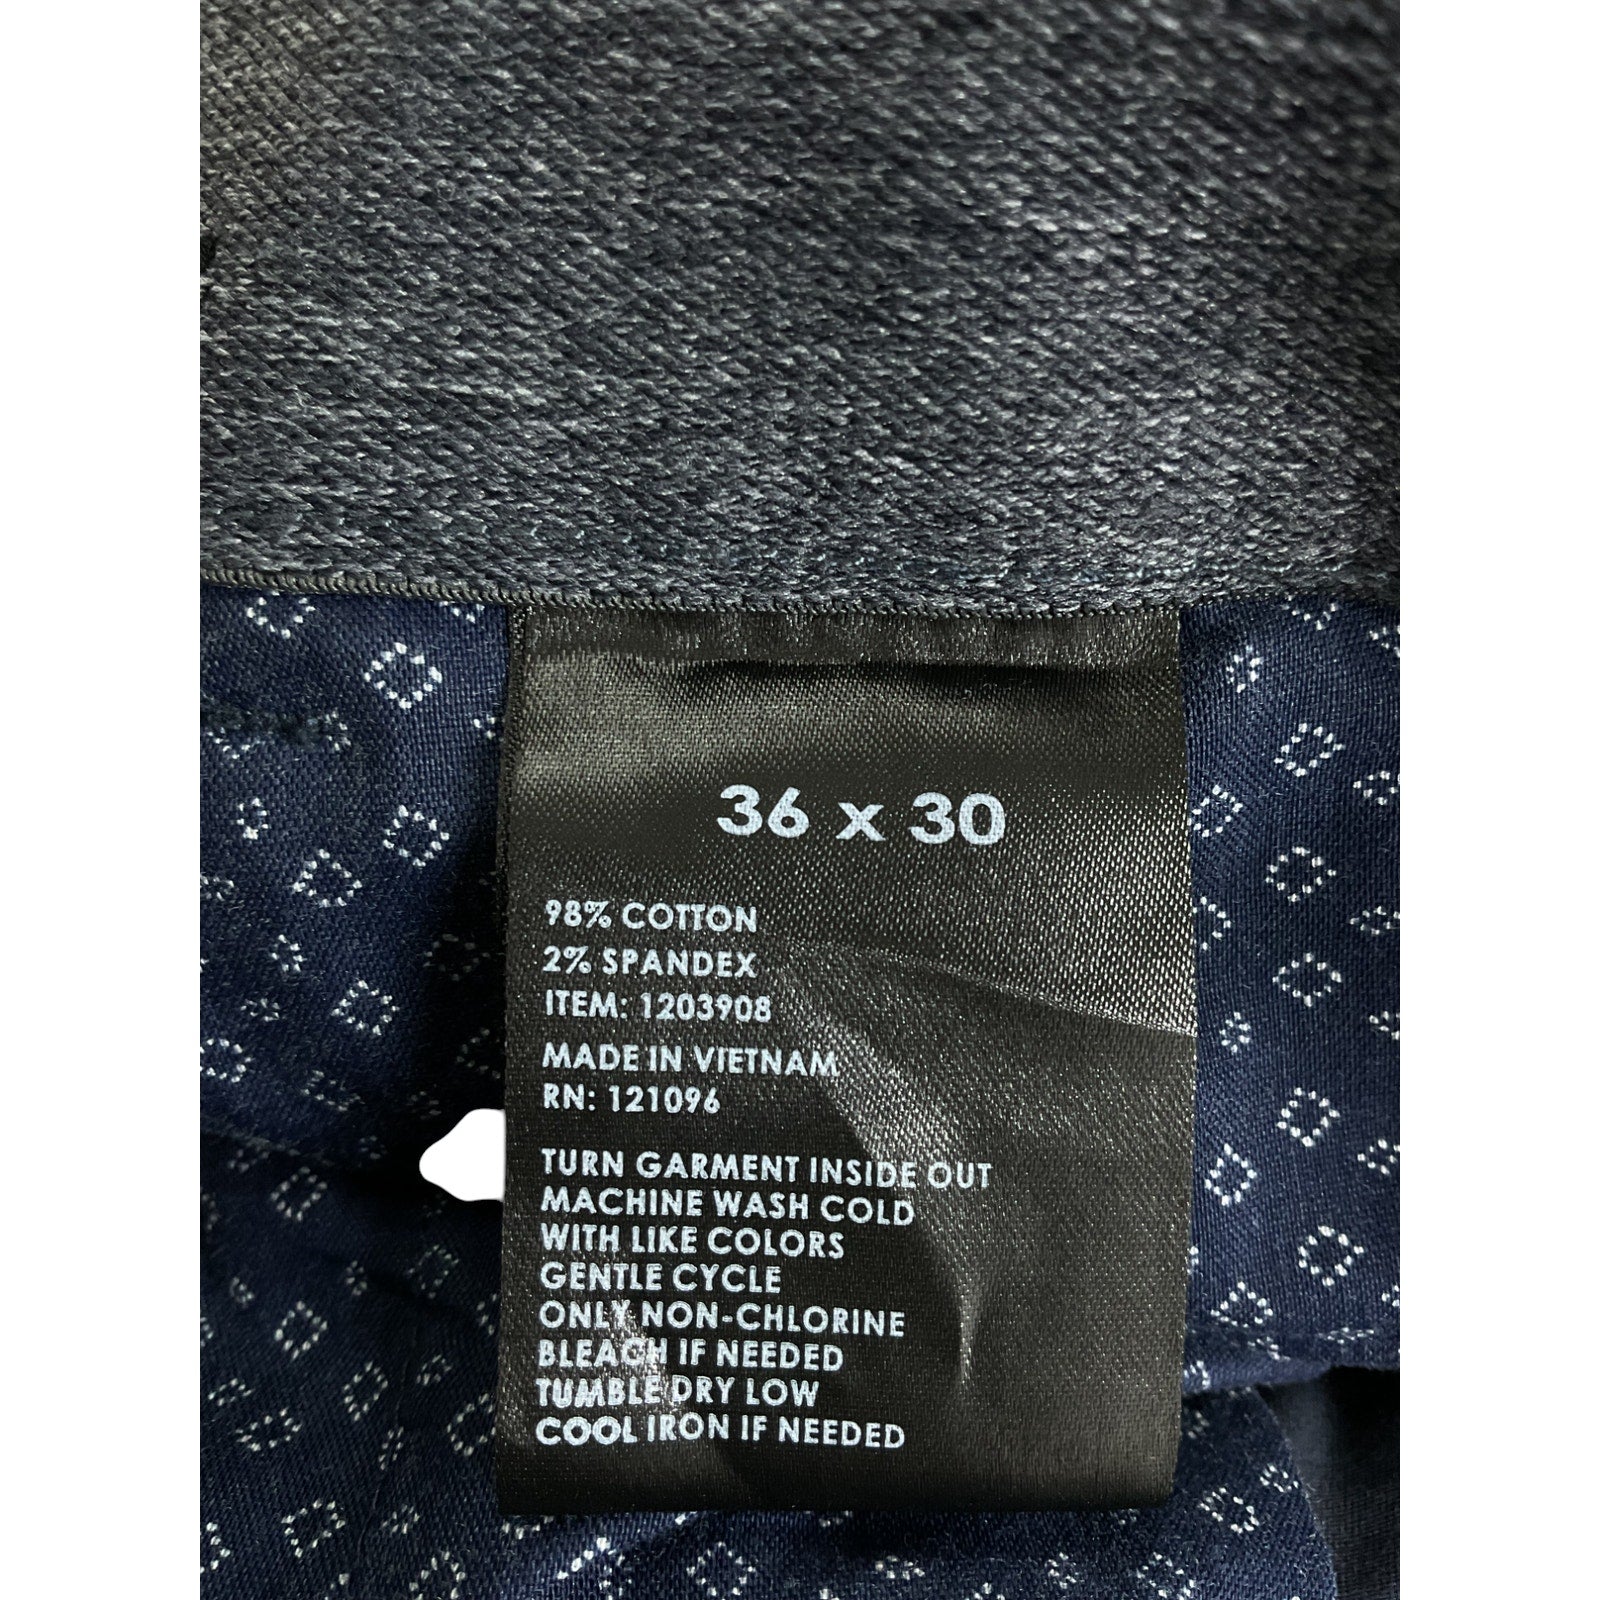 36 x 30
98% COTTON
2% SPANDEX
ITEM: 1203908
MADE IN VIETNAM
RN: 121096
TURN GARMENT INSIDE OUT
MACHINE WASH COLD
WITH LIKE COLORS
GENTLE CYCLE
ONLY NON-CHLORINE
BLEACH IF NEEDED
TUMBLE DRY LOW
COOL IRON IF NEEDED